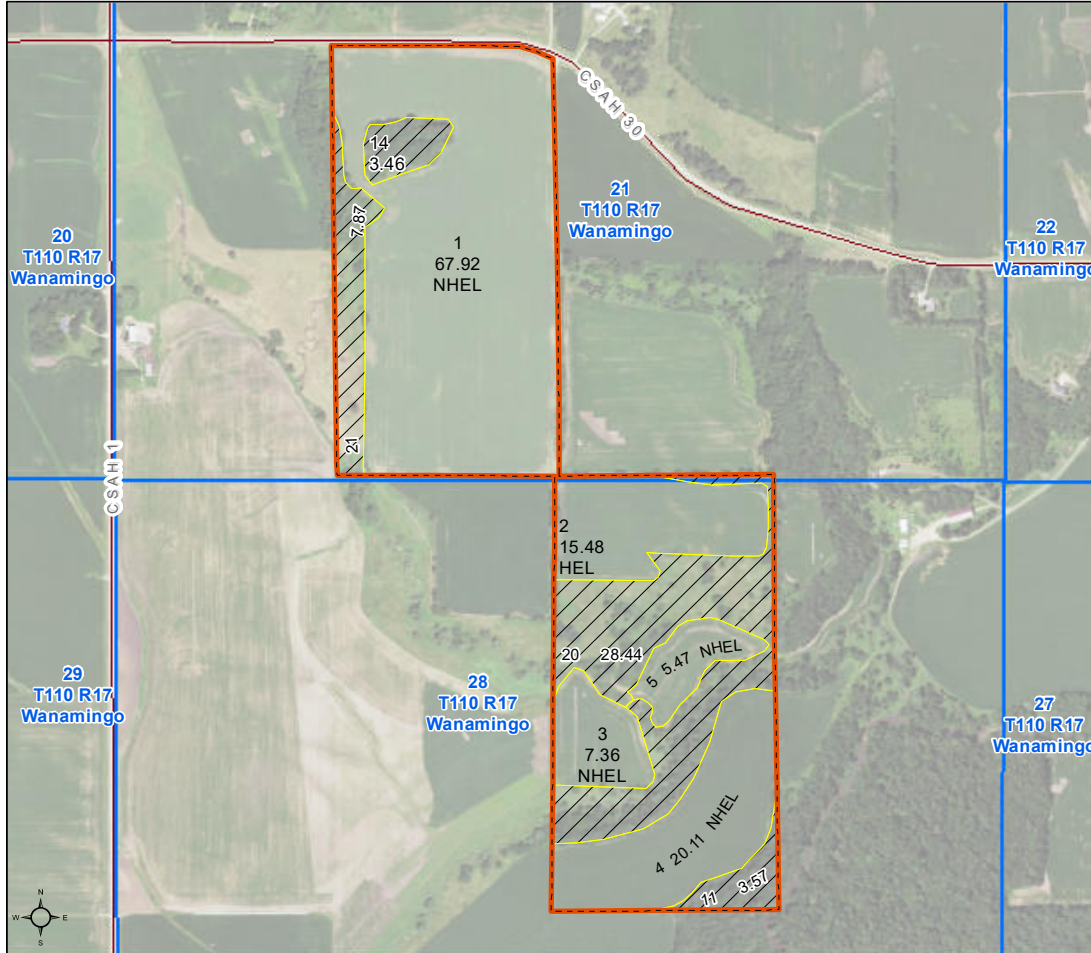 CSAH 30
14
3.46
7.87
1
67.92
NHEL
21
T110 R17
Wanamingo
20
T110 R17
Wanamingo
22
T110 R17
Wanamingo
21
CSAH 1
2
15.48
HEL
20 28.44
5 5.47 NHEL
29
T110 R17
Wanamingo
28
T110 R17
Wanamingo
27
T110 R17
Wanamingo
3
7.36
NHEL
4 20.11 NHEL
11 3.57
N
W E
S